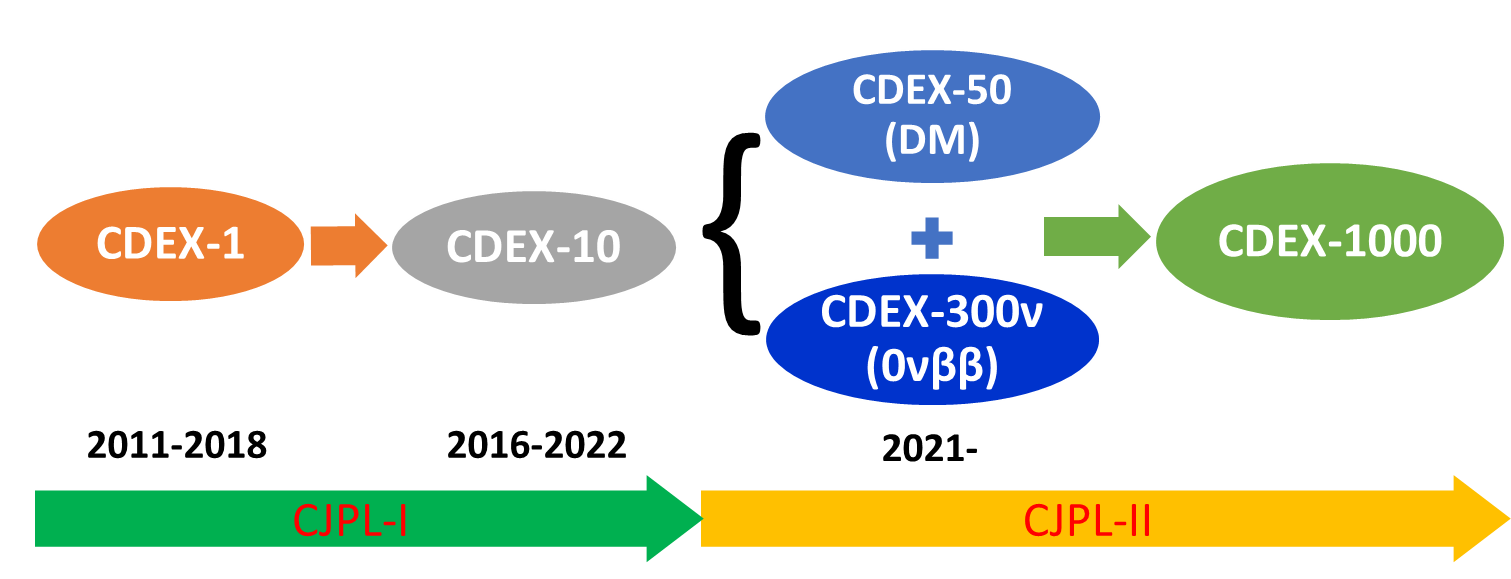 CDEX-1
CDEX-10
CDEX-50
(DM)
CDEX-300ν
(0νββ)
CDEX-1000
2011-2018
2016-2022
2021-
CJPL-I
CJPL-II